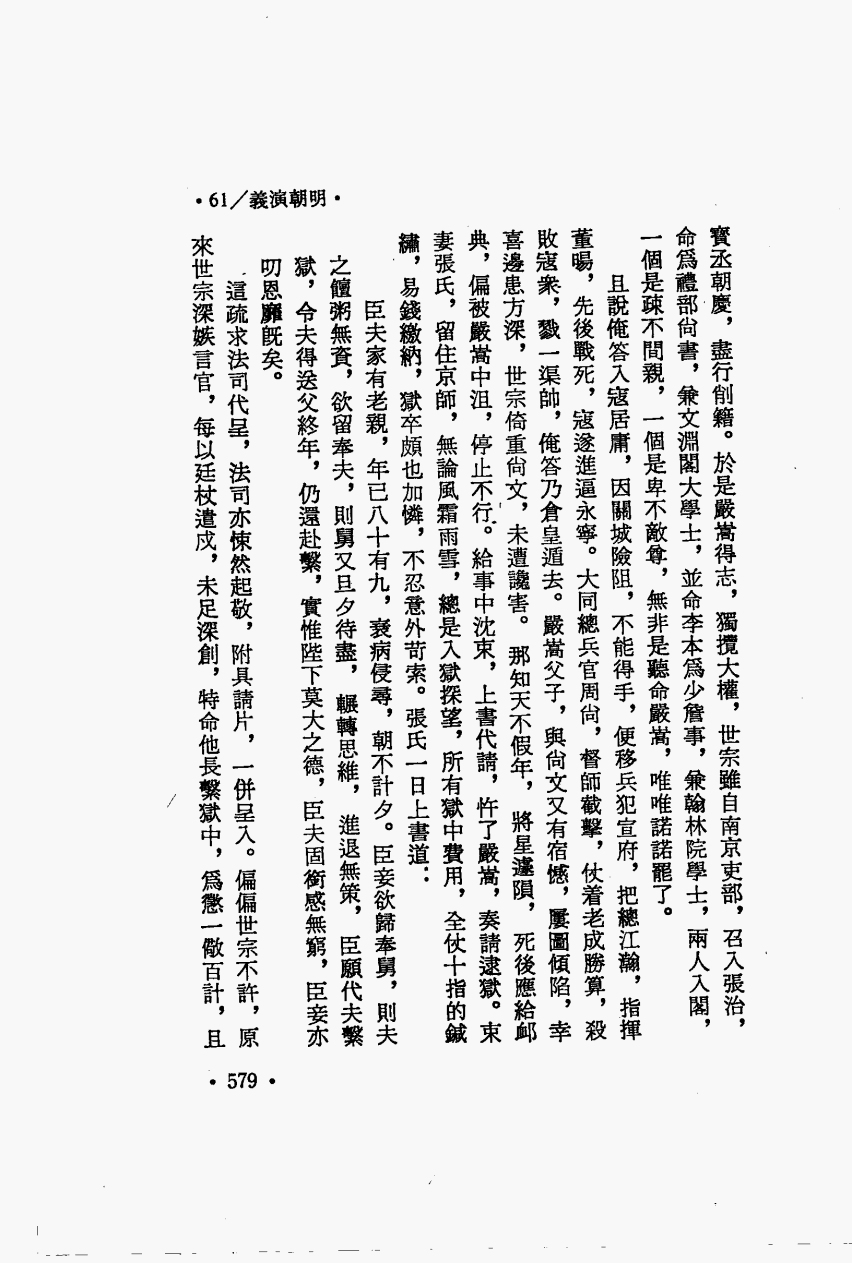 •61/義演朝明•
寶丞朝慶，盡行削籍。於是嚴嵩得志，獨攬大權，世宗雖自南京吏部，召入張治，
命爲禮部尙書，兼文淵閣大學士，並命李本爲少詹事，兼翰林院學士，兩人入閣，
一個是疎不間親，一個是卑不敵尊，無非是聽命嚴嵩，唯唯諾諾罷了。
且說俺答入寇居庸，因關城險阻，不能得手，便移兵犯宣府，把總江瀚，指揮
董暘，先後戰死，寇遂進逼永寧。大同總兵官周尙，督師截擊，仗着老成勝算，殺
敗寇衆，戮一渠帥，俺答乃倉皇遁去。嚴嵩父子，與尙文又有宿憾，屢圖傾陷，幸
喜邊患方深，世宗倚重尙文，未遭讒害。那知天不假年，將星遽隕，死後應給卹
典，偏被嚴嵩中沮，停止不行。給事中沈束，上書代請，忤了嚴嵩，奏請逮獄。束
妻張氏，留住京師，無論風霜雨雪，總是入獄探望，所有獄中費用，全仗十指的鍼
繡，易錢繳納，獄卒頗也加憐，不忍意外苛索。張氏一日上書道：
臣夫家有老親，年已八十有九，衰病侵尋，朝不計夕。臣妾欲歸奉舅，則夫
之饘粥無資，欲留奉夫，則舅又旦夕待盡，輾轉思維，進退無策，臣願代夫繫
獄，令夫得送父終年，仍還赴繫，實惟陛下莫大之德，臣夫固銜感無窮，臣妾亦
叨恩靡旣矣。
這疏求法司代呈，法司亦悚然起敬，附具請片，一併呈入。偏偏世宗不許，原
來世宗深嫉言官，每以廷杖遣戍，未足深創，特命他長繫獄中，爲懲一儆百計，且
•579•